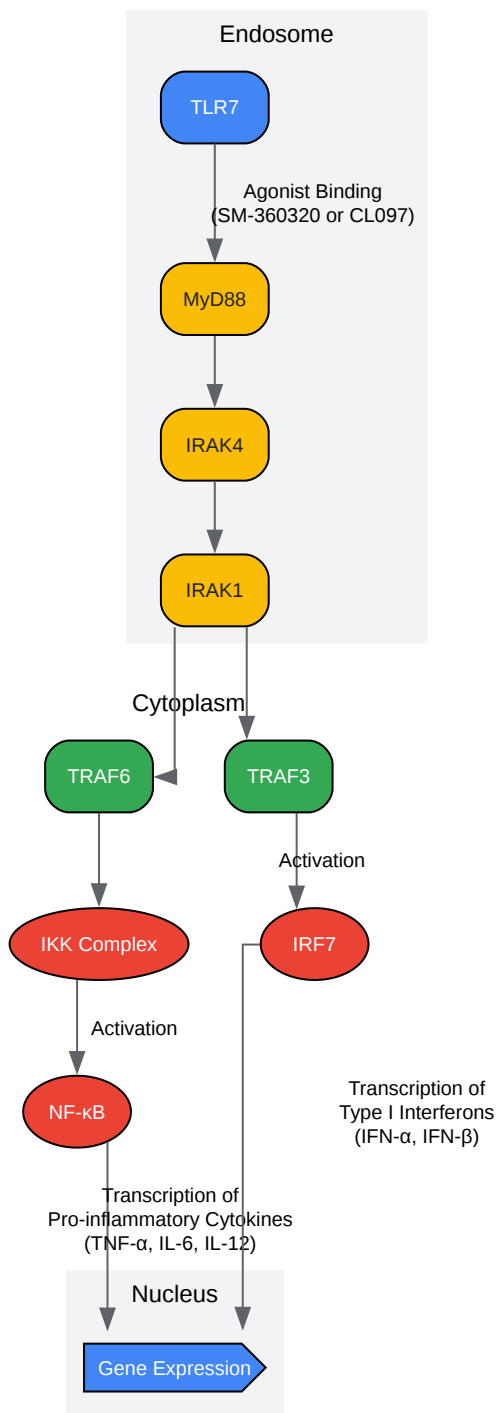 Endosome
TLR7
Agonist Binding
(SM-360320 or CL097)
MyD88
IRAK4
IRAK1
Cytoplasm
TRAF6
TRAF3
Activation
IKK Complex
IRF7
Activation
NF-κB
Transcription of
Type I Interferons
(IFN-α, IFN-β)
Transcription of
Pro-inflammatory Cytokines
(TNF-α, IL-6, IL-12)
Nucleus
Gene Expression